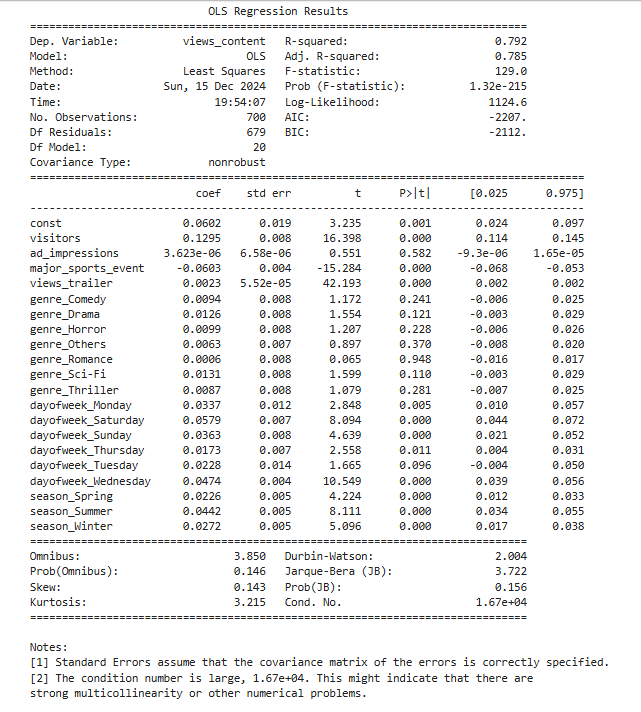 OLS Regression Results
==============================================================================
Dep. Variable: views_content R-squared: 0.792
Model: OLS Adj. R-squared: 0.785
Method: Least Squares F-statistic: 129.0
Date: Sun, 15 Dec 2024 Prob (F-statistic): 1.32e-215
Time: 19:54:07 Log-Likelihood: 1124.6
No. Observations: 700 AIC: -2207.
Df Residuals: 679 BIC: -2112.
Df Model: 20
Covariance Type: nonrobust
==============================================================================
coef std err t P>|t| [0.025 0.975]
------------------------------------------------------------------------------
const 0.0602 0.019 3.235 0.001 0.024 0.097
visitors 0.1295 0.008 16.398 0.000 0.114 0.145
ad_impressions 3.623e-06 6.58e-06 0.551 0.582 -9.3e-06 1.65e-05
major_sports_event -0.0603 0.004 -15.284 0.000 -0.068 -0.053
views_trailer 0.0023 5.52e-05 42.193 0.000 0.002 0.002
genre_Comedy 0.0094 0.008 1.172 0.241 -0.006 0.025
genre_Drama 0.0126 0.008 1.554 0.121 -0.003 0.029
genre_Horror 0.0099 0.008 1.207 0.228 -0.006 0.026
genre_Others 0.0063 0.007 0.897 0.370 -0.008 0.020
genre_Romance 0.0006 0.008 0.065 0.948 -0.016 0.017
genre_Sci-Fi 0.0131 0.008 1.599 0.110 -0.003 0.029
genre_Thriller 0.0087 0.008 1.079 0.281 -0.007 0.025
dayofweek_Monday 0.0337 0.012 2.848 0.005 0.010 0.057
dayofweek_Saturday 0.0579 0.007 8.094 0.000 0.044 0.072
dayofweek_Sunday 0.0363 0.008 4.639 0.000 0.021 0.052
dayofweek_Thursday 0.0173 0.007 2.558 0.011 0.004 0.031
dayofweek_Tuesday 0.0228 0.014 1.665 0.096 -0.004 0.050
dayofweek_Wednesday 0.0474 0.004 10.549 0.000 0.039 0.056
season_Spring 0.0226 0.005 4.224 0.000 0.012 0.033
season_Summer 0.0442 0.005 8.111 0.000 0.034 0.055
season_Winter 0.0272 0.005 5.096 0.000 0.017 0.038
==============================================================================
Omnibus: 3.850 Durbin-Watson: 2.004
Prob(Omnibus): 0.146 Jarque-Bera (JB): 3.722
Skew: 0.143 Prob(JB): 0.156
Kurtosis: 3.215 Cond. No. 1.67e+04
==============================================================================
Notes:
[1] Standard Errors assume that the covariance matrix of the errors is correctly specified.
[2] The condition number is large, 1.67e+04. This might indicate that there are
strong multicollinearity or other numerical problems.